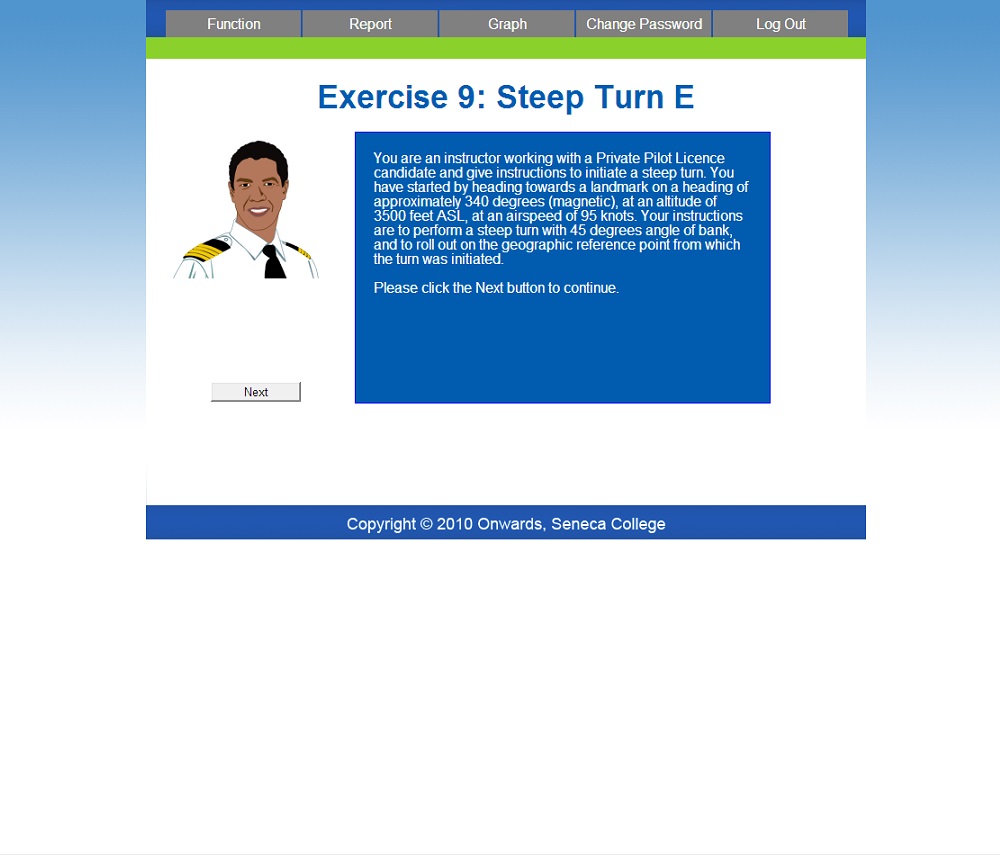 Function Report Graph Change Password Log Out
Exercise 9: Steep Turn E
You are an instructor working with a Private Pilot Licence
candidate and give instructions to initiate a steep turn. You
have started by heading towards a landmark on a heading of
approximately 340 degrees (magnetic), at an altitude of
3500 feet ASL, at an airspeed of 95 knots. Your instructions
are to perform a steep turn with 45 degrees angle of bank,
and to roll out on the geographic reference point from which
the turn was initiated.
Please click the Next button to continue.
Next
Copyright © 2010 Onwards, Seneca College